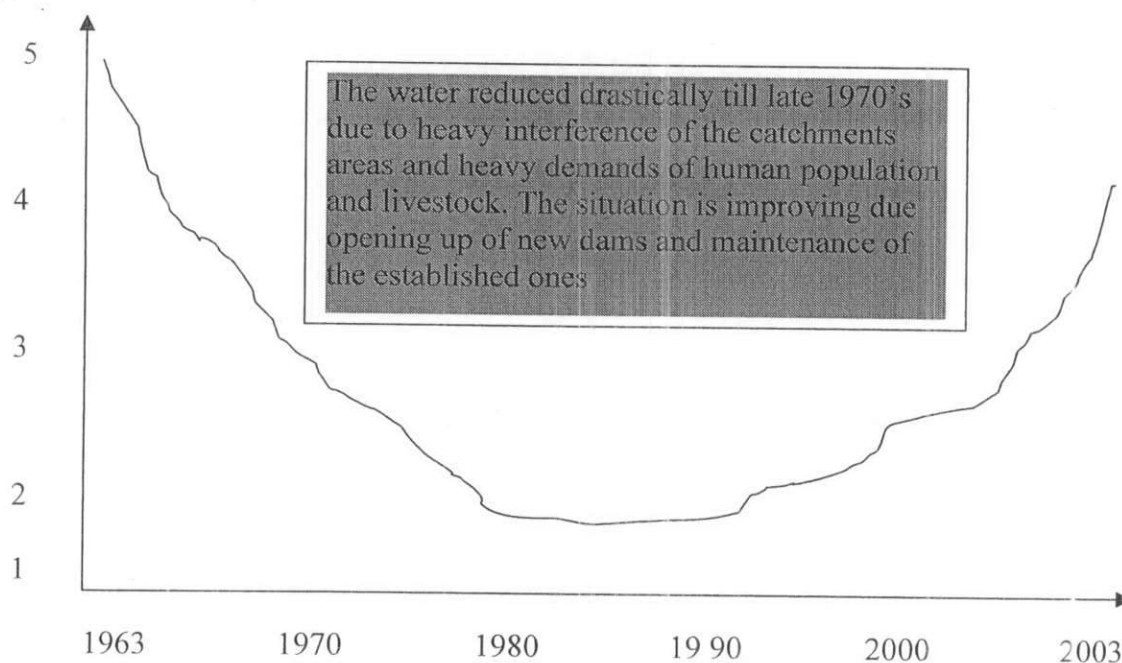 5
The water reduced drastically till late 1970's
due to heavy interference of the catchments
areas and heavy demands of human population
and livestock. The situation is improving due
opening up of new dams and maintenance of
the established ones
4
3
2
1
1963 1970 1980 19 90 2000 2003